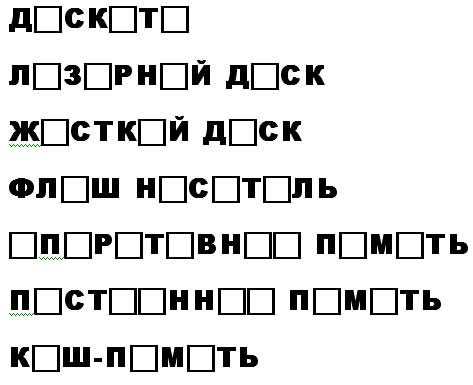 Д□СК□Т□
Л□З□РН□Й Д□СК
Ж□СТК□Й Д□СК
ФЛ□Ш Н□С□Т□ЛЬ
□П□Р□Т□ВН□□ П□М□ТЬ
П□СТ□□НН□□ П□М□ТЬ
К□Ш-П□М□ТЬ